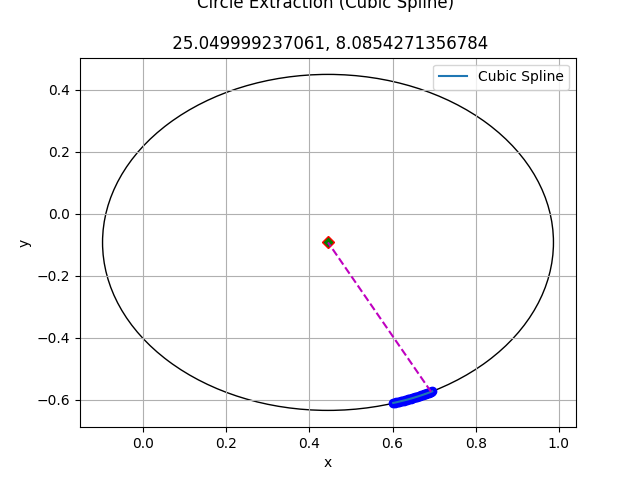 Circle Extraction (Cubic Spline)
25.049999237061, 8.0854271356784
Cubic Spline
y
0.4
0.2
0.0
−0.2
−0.4
−0.6
0.0 0.2 0.4 0.6 0.8 1.0
x